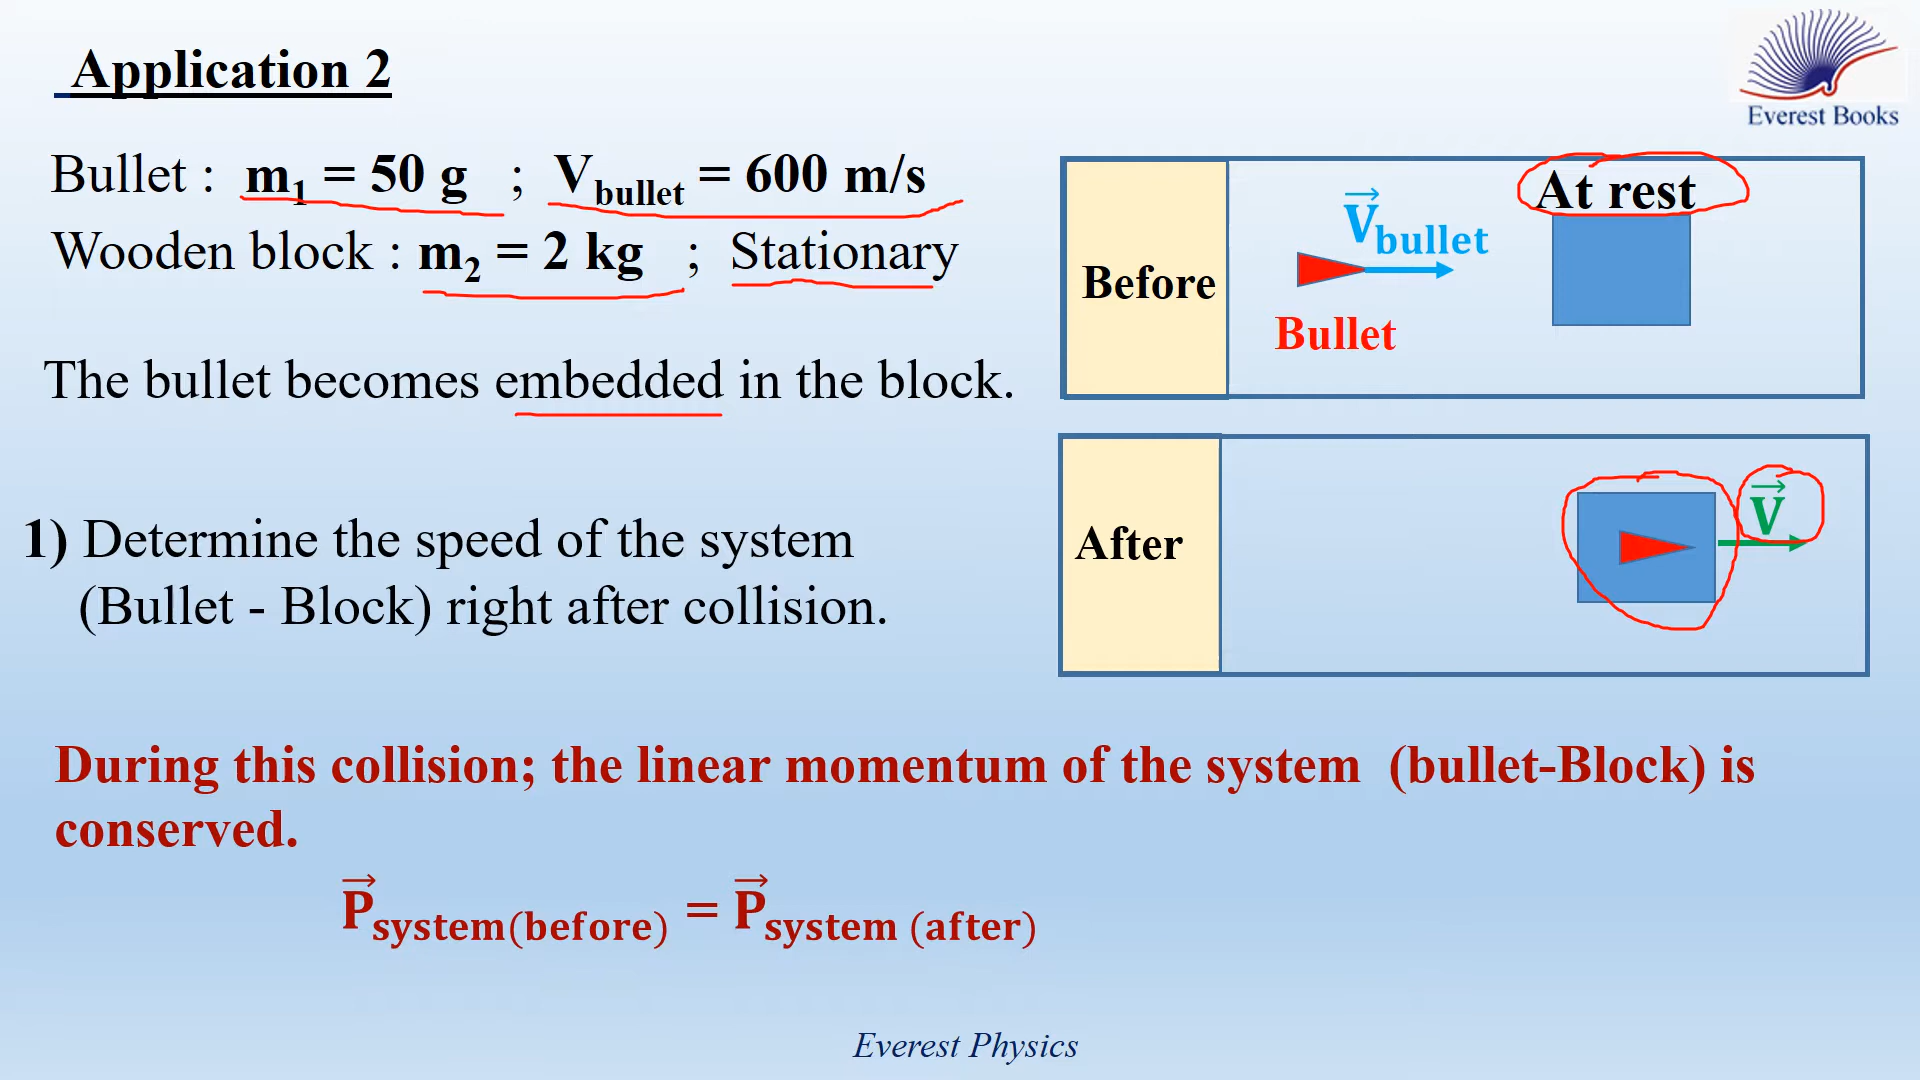 Application 2
Everest Books
Bullet : m₁ = 50 g ; V_bullet = 600 m/s
Wooden block : m₂ = 2 kg ; Stationary
The bullet becomes embedded in the block.
1) Determine the speed of the system
(Bullet - Block) right after collision.
Before
V⃗_bullet
Bullet
At rest
After
V⃗
During this collision; the linear momentum of the system (bullet-Block) is
conserved.
P⃗_system(before) = P⃗_system (after)
Everest Physics